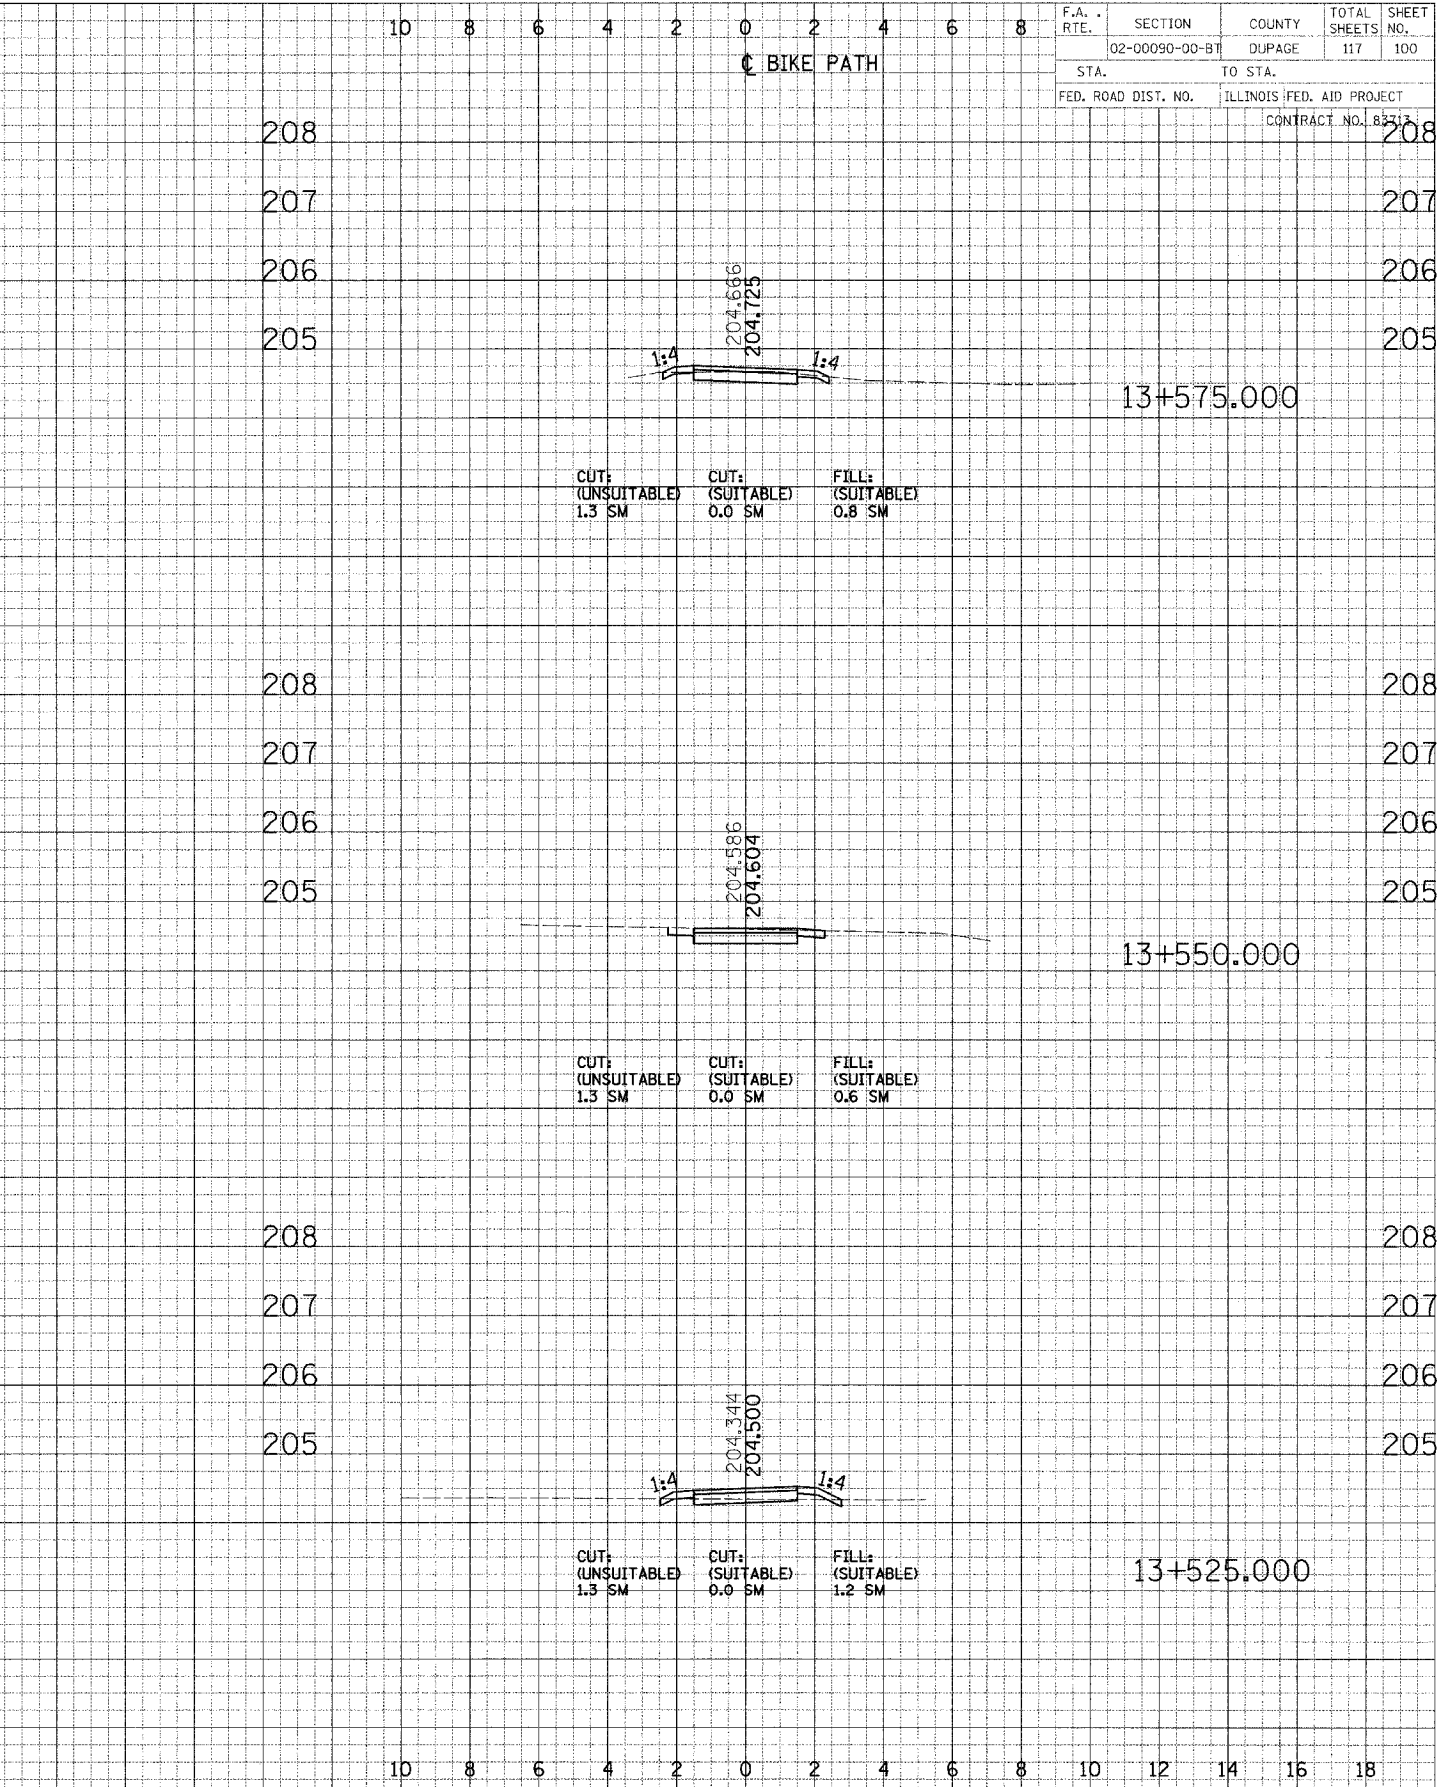 10 8 6 4 2 0 2 4 6 8
F.A. . RTE. SECTION COUNTY TOTAL SHEETS SHEET NO.
02-00090-00-BT DUPAGE 117 100
STA. TO STA.
FED. ROAD DIST. NO. ILLINOIS FED. AID PROJECT
CONTRACT NO. 83713
℄ BIKE PATH
208 208
207 207
206 206
204.666
204.725
205 205
1:4 1:4
13+575.000
CUT: CUT: FILL:
(UNSUITABLE) (SUITABLE) (SUITABLE)
1.3 SM 0.0 SM 0.8 SM
208 208
207 207
206 206
204.586
204.604
205 205
13+550.000
CUT: CUT: FILL:
(UNSUITABLE) (SUITABLE) (SUITABLE)
1.3 SM 0.0 SM 0.6 SM
208 208
207 207
206 206
204.344
204.500
205 205
1:4 1:4
CUT: CUT: FILL:
(UNSUITABLE) (SUITABLE) (SUITABLE)
1.3 SM 0.0 SM 1.2 SM
13+525.000
10 8 6 4 2 0 2 4 6 8 10 12 14 16 18